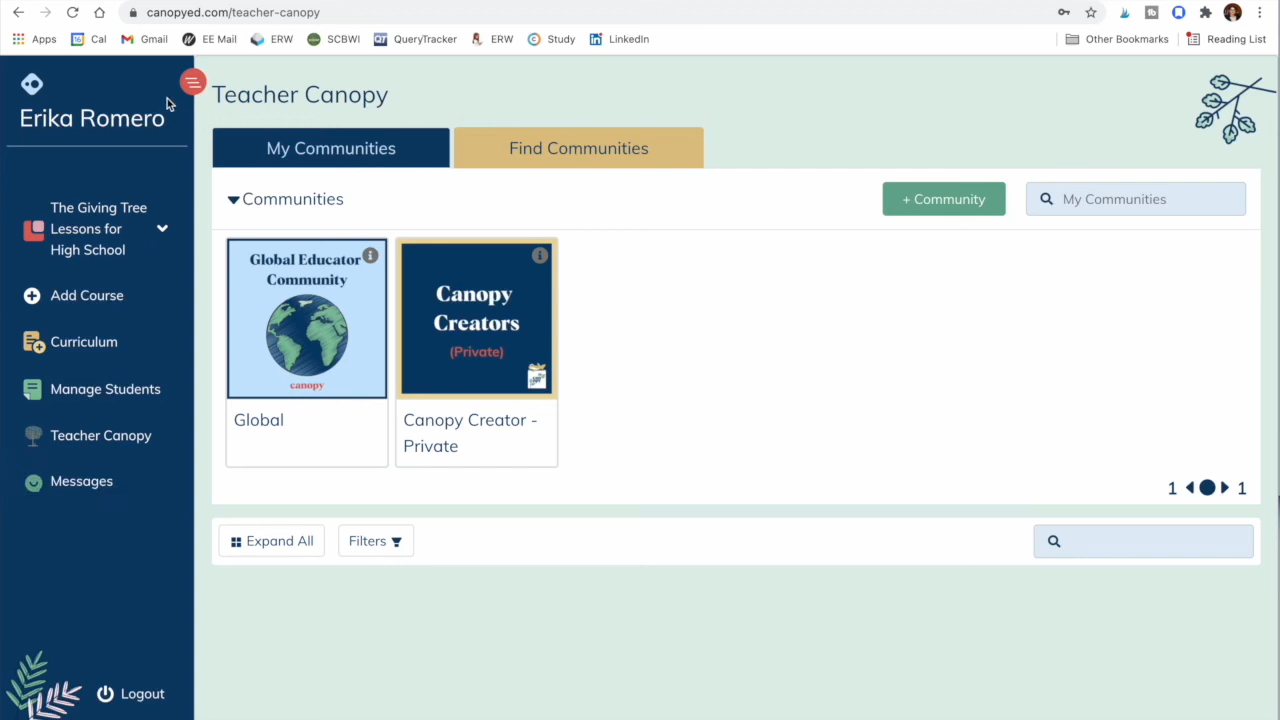 canopyed.com/teacher-canopy
Apps Cal Gmail EE Mail ERW SCBWI QueryTracker ERW Study LinkedIn Other Bookmarks Reading List
Erika Romero
The Giving Tree
Lessons for
High School
Add Course
Curriculum
Manage Students
Teacher Canopy
Messages
Logout
Teacher Canopy
My Communities
Find Communities
Communities
+ Community
My Communities
Global Educator
Community
canopy
Global
Canopy
Creators
(Private)
Canopy Creator -
Private
1 1
Expand All
Filters